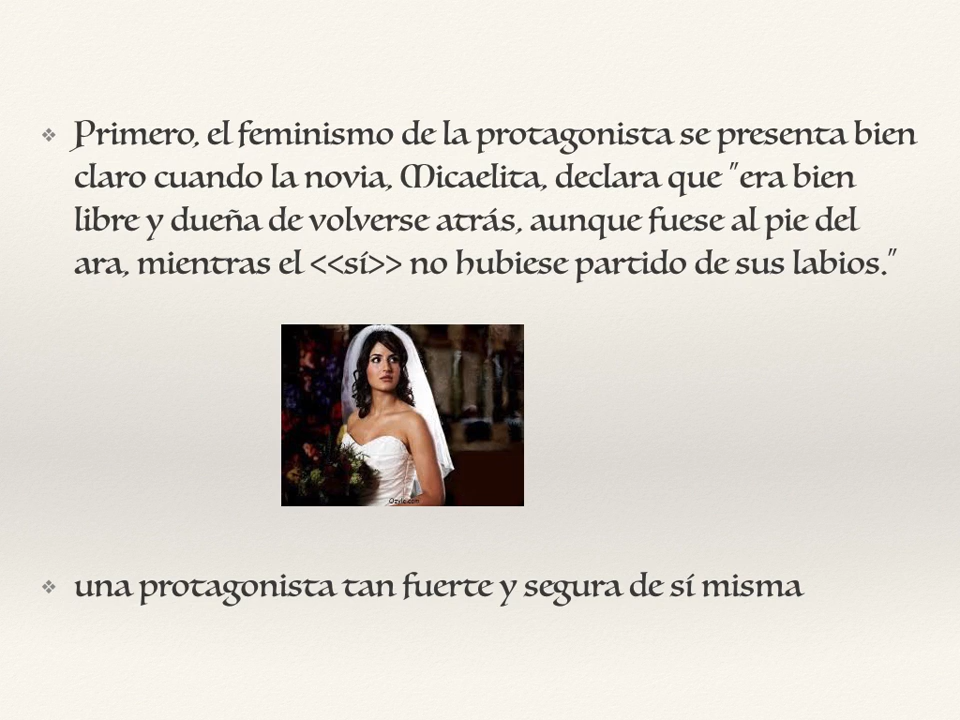 Primero, el feminismo de la protagonista se presenta bien
claro cuando la novia, Micaelita, declara que "era bien
libre y dueña de volverse atrás, aunque fuese al pie del
ara, mientras el <<sí>> no hubiese partido de sus labios."
Ozyle.com
una protagonista tan fuerte y segura de sí misma